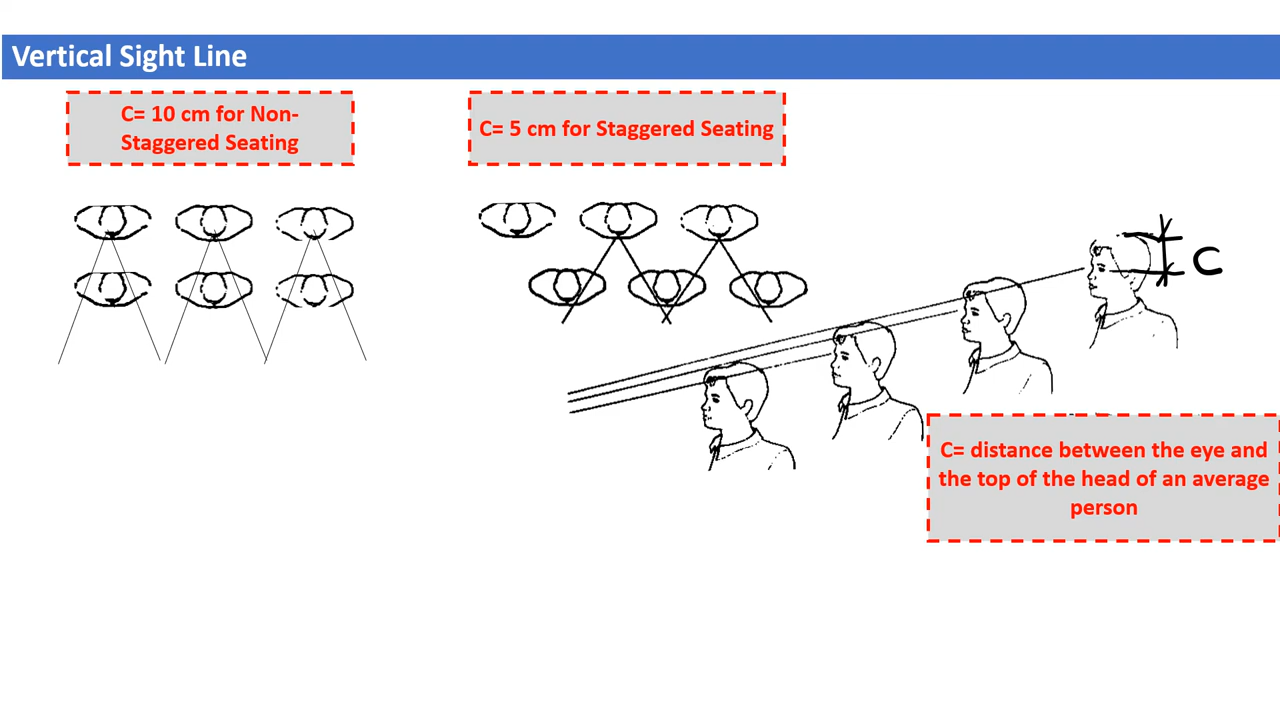 Vertical Sight Line
C= 10 cm for Non-
Staggered Seating
C= 5 cm for Staggered Seating
C
C= distance between the eye and
the top of the head of an average
person